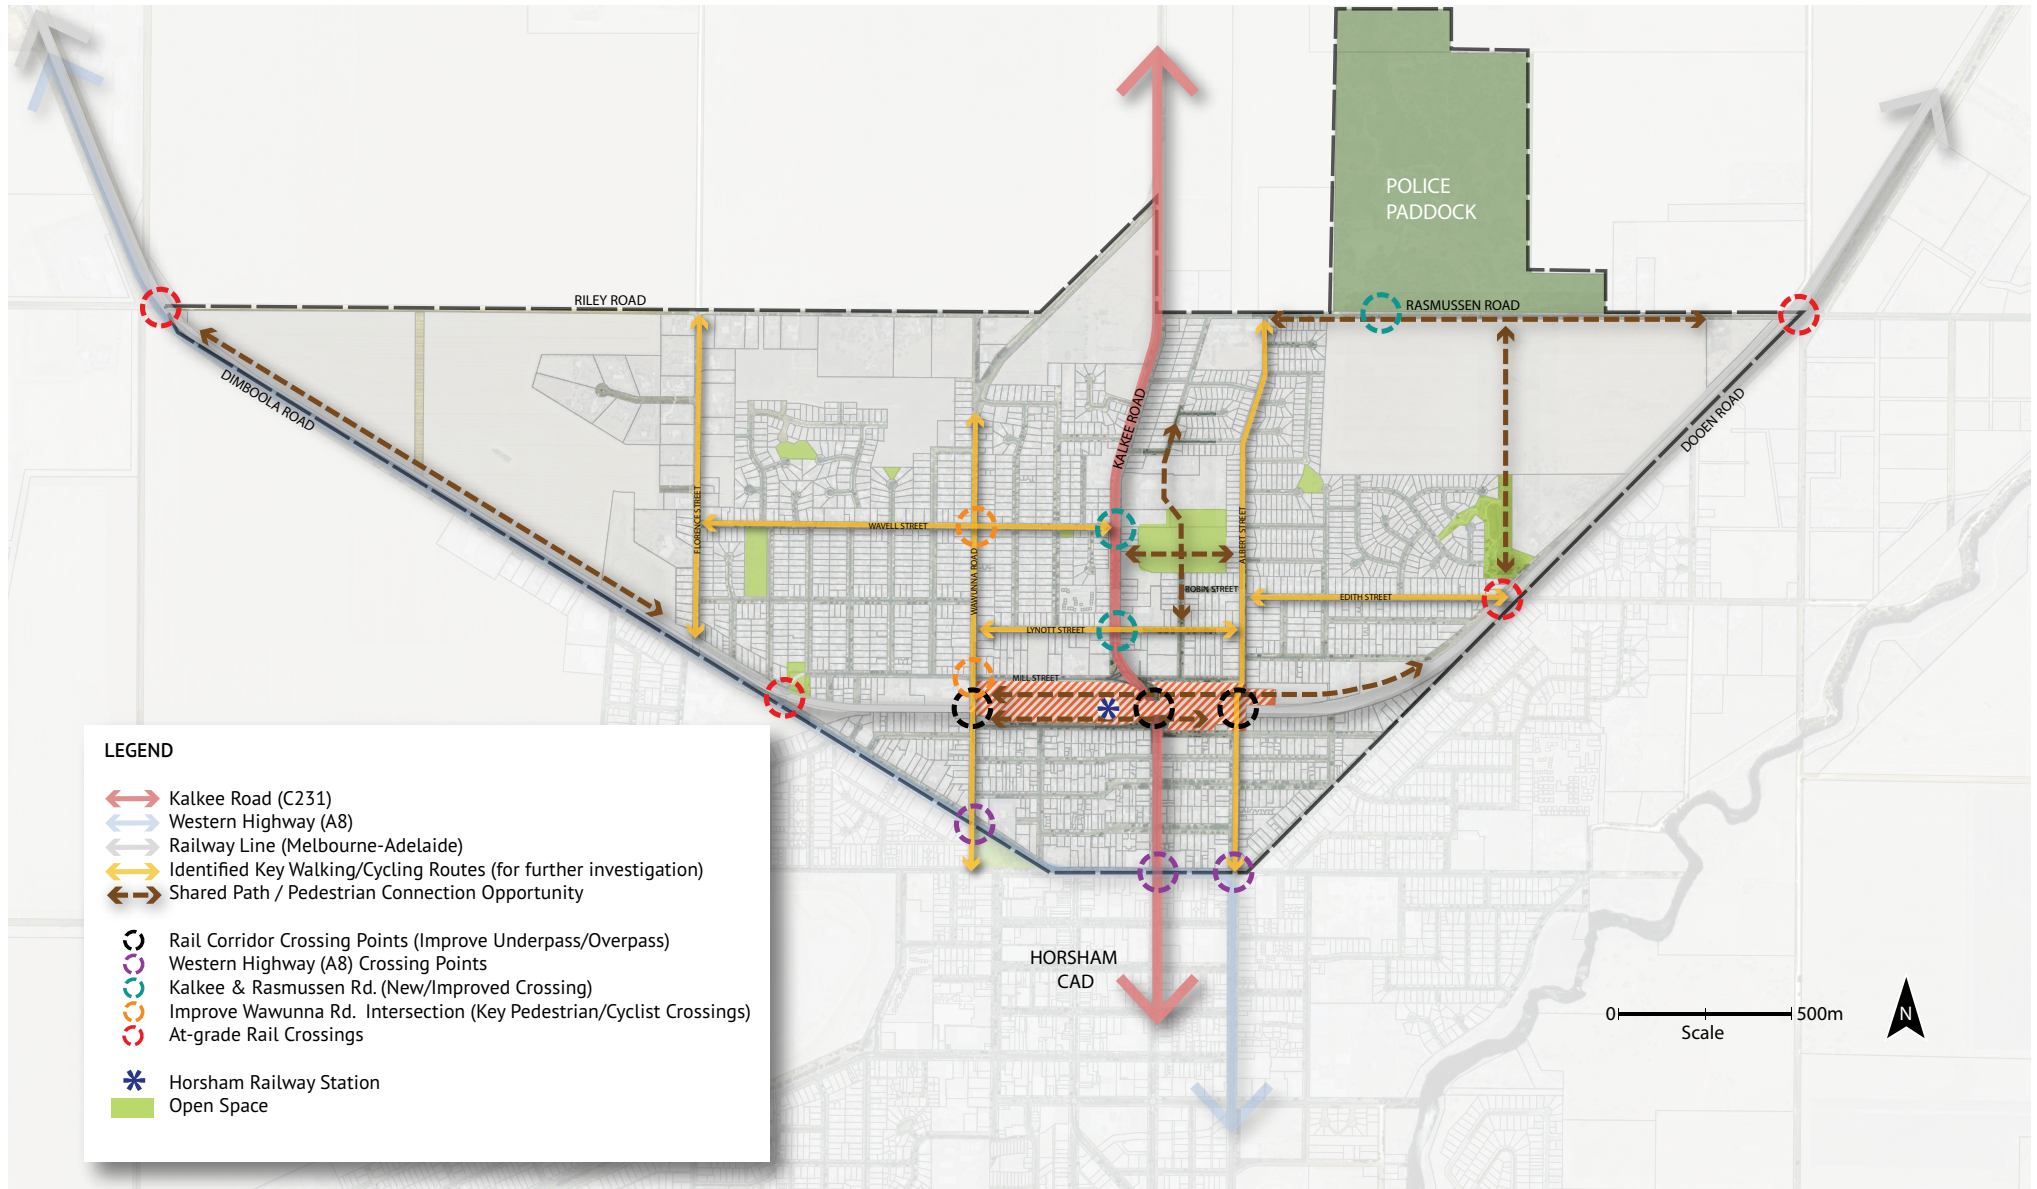 POLICE
PADDOCK
RILEY ROAD
RASMUSSEN ROAD
DIMBOOLA ROAD
KALKEE ROAD
DOOEN ROAD
FLORENCE STREET
WAVELL STREET
WAWUNNA ROAD
ALBERT STREET
ROBIN STREET
EDITH STREET
LYNOTT STREET
MILL STREET
HORSHAM
CAD
0
500m
Scale
N
LEGEND
Kalkee Road (C231)
Western Highway (A8)
Railway Line (Melbourne-Adelaide)
Identified Key Walking/Cycling Routes (for further investigation)
Shared Path / Pedestrian Connection Opportunity
Rail Corridor Crossing Points (Improve Underpass/Overpass)
Western Highway (A8) Crossing Points
Kalkee & Rasmussen Rd. (New/Improved Crossing)
Improve Wawunna Rd. Intersection (Key Pedestrian/Cyclist Crossings)
At-grade Rail Crossings
Horsham Railway Station
Open Space